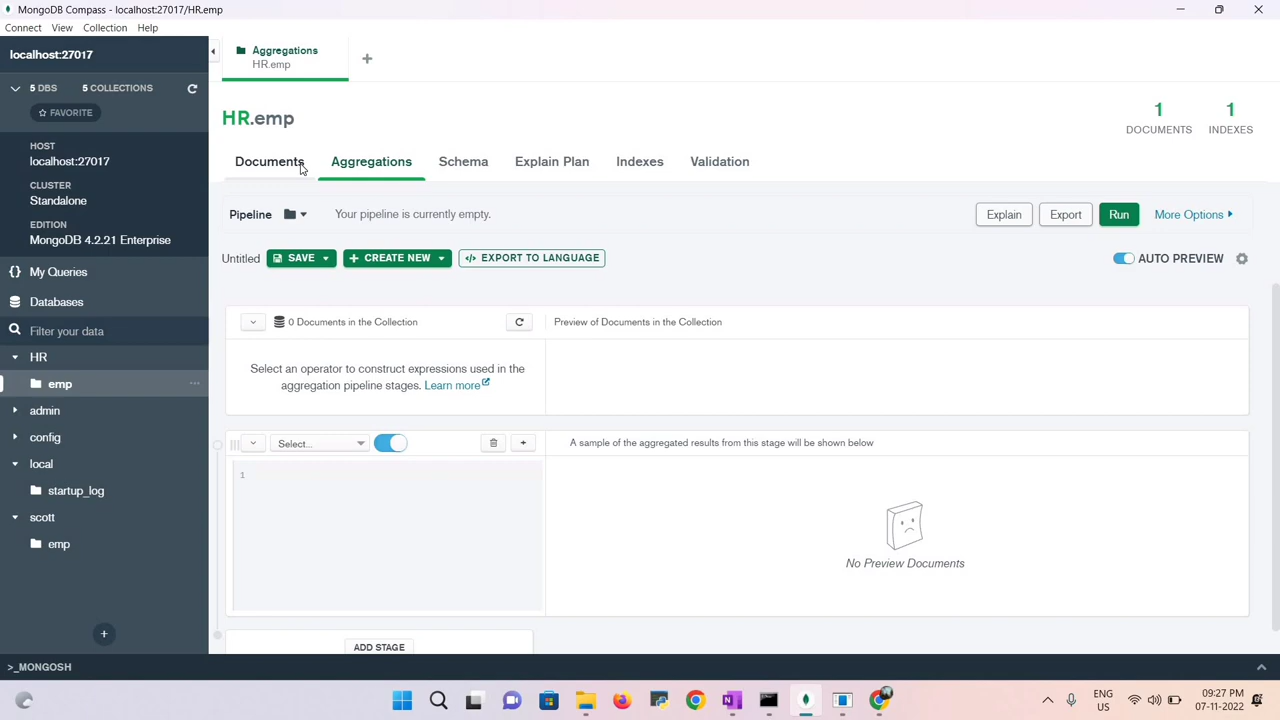 MongoDB Compass - localhost:27017/HR.emp
Connect View Collection Help
localhost:27017
5 DBS 5 COLLECTIONS
FAVORITE
HOST
localhost:27017
CLUSTER
Standalone
EDITION
MongoDB 4.2.21 Enterprise
{} My Queries
Databases
Filter your data
HR
emp ...
admin
config
local
startup_log
scott
emp
+
Aggregations
HR.emp
+
HR.emp
1
DOCUMENTS
1
INDEXES
Documents Aggregations Schema Explain Plan Indexes Validation
Pipeline Your pipeline is currently empty. Explain Export Run More Options
Untitled SAVE + CREATE NEW </> EXPORT TO LANGUAGE AUTO PREVIEW
0 Documents in the Collection Preview of Documents in the Collection
Select an operator to construct expressions used in the
aggregation pipeline stages. Learn more
Select... + A sample of the aggregated results from this stage will be shown below
1
No Preview Documents
ADD STAGE
>_MONGOSH
ENG
US
09:27 PM
07-11-2022